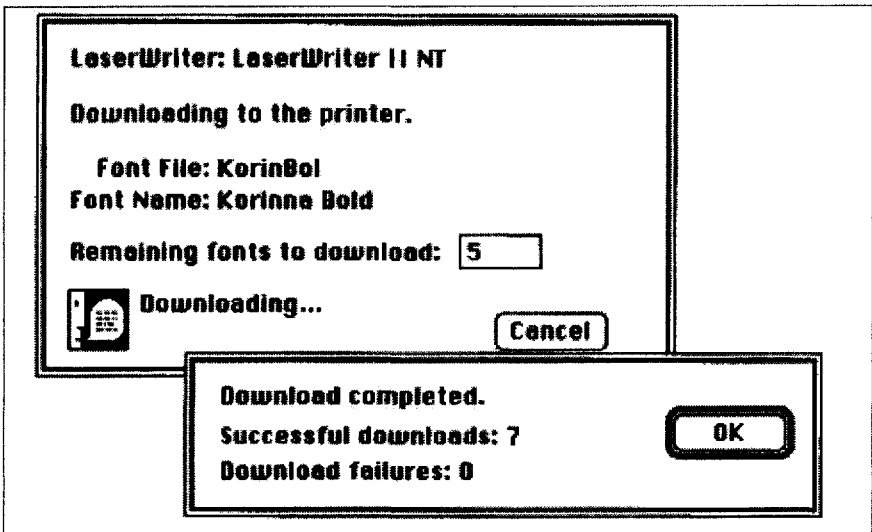 LaserWriter: LaserWriter II NT
Downloading to the printer.
Font File: KorinBol
Font Name: Korinna Bold
Remaining fonts to download: 5
Downloading...
Cancel
Download completed.
Successful downloads: 7
Download failures: 0
OK